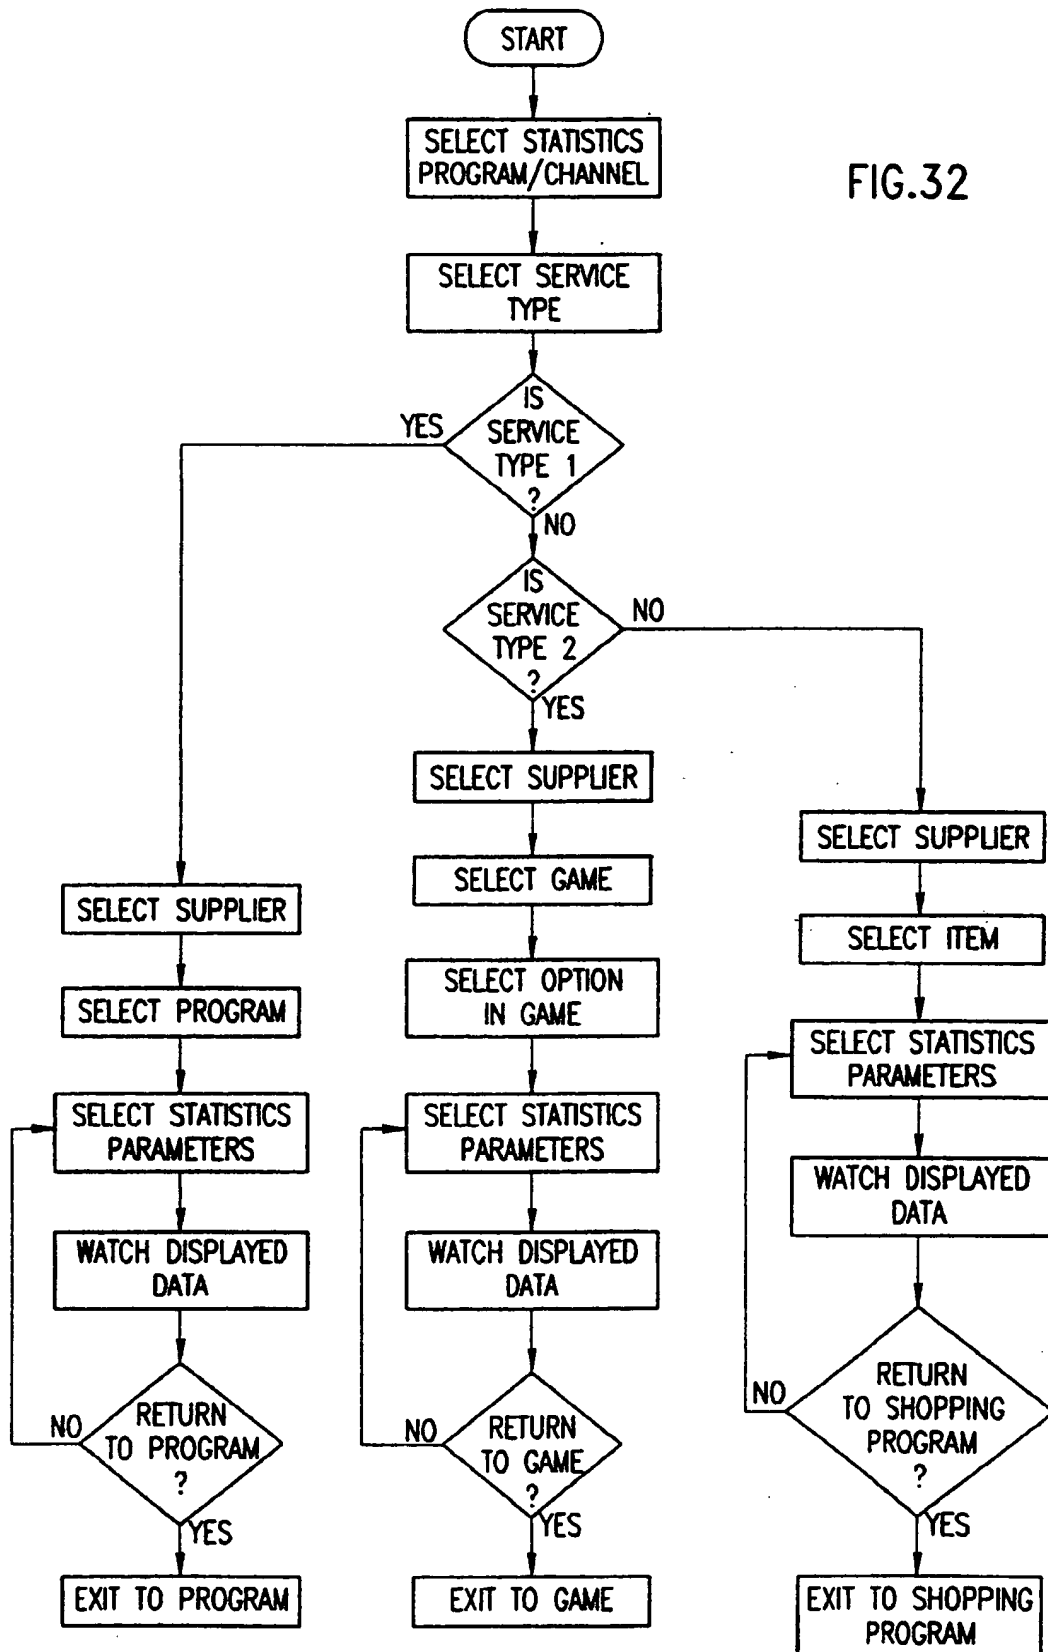 START
SELECT STATISTICS
PROGRAM/CHANNEL
FIG.32
SELECT SERVICE
TYPE
IS
SERVICE
TYPE 1
?
YES
NO
IS
SERVICE
TYPE 2
?
NO
YES
SELECT SUPPLIER
SELECT PROGRAM
SELECT STATISTICS
PARAMETERS
WATCH DISPLAYED
DATA
RETURN
TO PROGRAM
?
NO
YES
EXIT TO PROGRAM
SELECT SUPPLIER
SELECT GAME
SELECT OPTION
IN GAME
SELECT STATISTICS
PARAMETERS
WATCH DISPLAYED
DATA
RETURN
TO GAME
?
NO
YES
EXIT TO GAME
SELECT SUPPLIER
SELECT ITEM
SELECT STATISTICS
PARAMETERS
WATCH DISPLAYED
DATA
RETURN
TO SHOPPING
PROGRAM
?
NO
YES
EXIT TO SHOPPING
PROGRAM